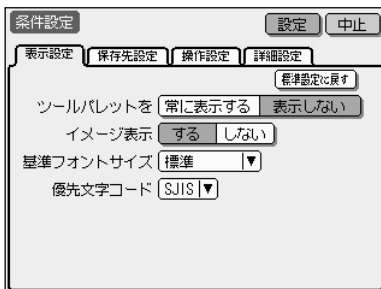 条件設定 設定 中止
表示設定 保存先設定 操作設定 詳細設定
標準設定に戻す
ツールパレットを 常に表示する 表示しない
イメージ表示 する しない
基準フォントサイズ 標準
優先文字コード SJIS